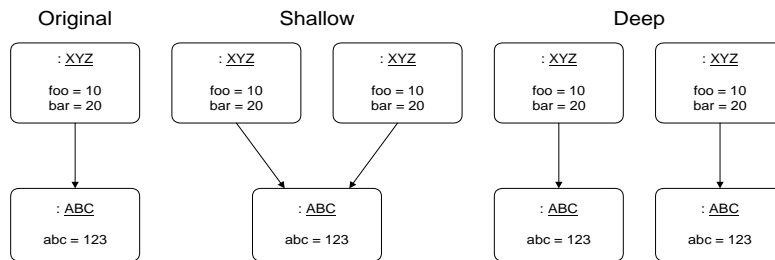 Original
Shallow
Deep
: XYZ
foo = 10
bar = 20
: XYZ
foo = 10
bar = 20
: XYZ
foo = 10
bar = 20
: XYZ
foo = 10
bar = 20
: XYZ
foo = 10
bar = 20
: ABC
abc = 123
: ABC
abc = 123
: ABC
abc = 123
: ABC
abc = 123